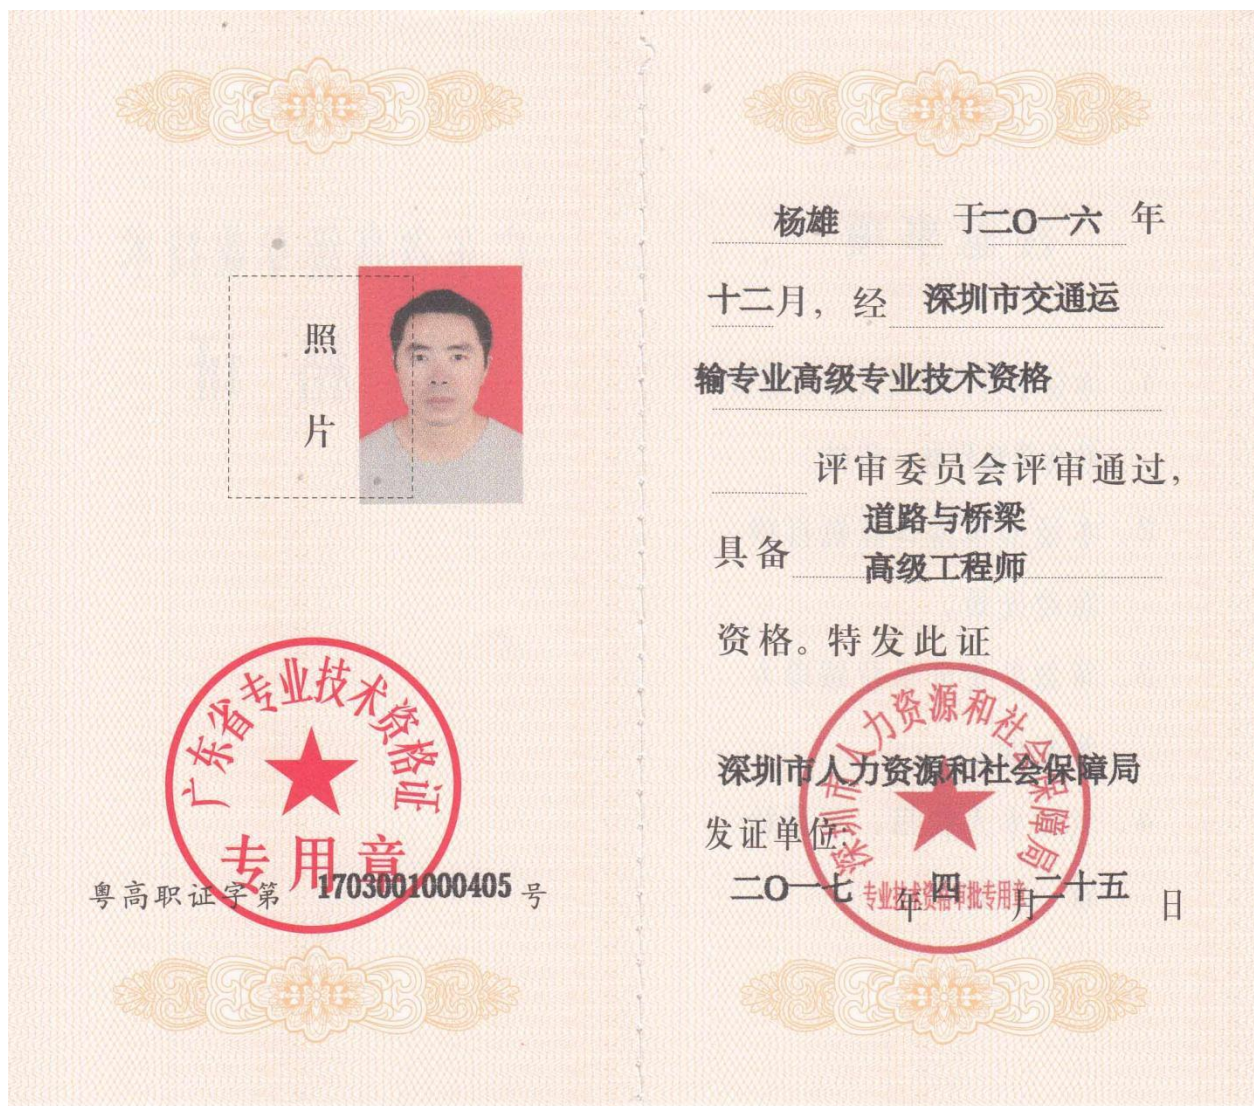 照
片
广东省专业技术资格证
专用章
粤高职证字第 1703001000405 号
杨雄 于二〇一六 年
十二月，经 深圳市交通运
输专业高级专业技术资格
评审委员会评审通过，
道路与桥梁
具备 高级工程师
资格。特发此证
深圳市人力资源和社会保障局
深圳市人力资源和社会保障局
发证单位：
二〇一七 年 四 月 二十五 日
专业技术资格审批专用章